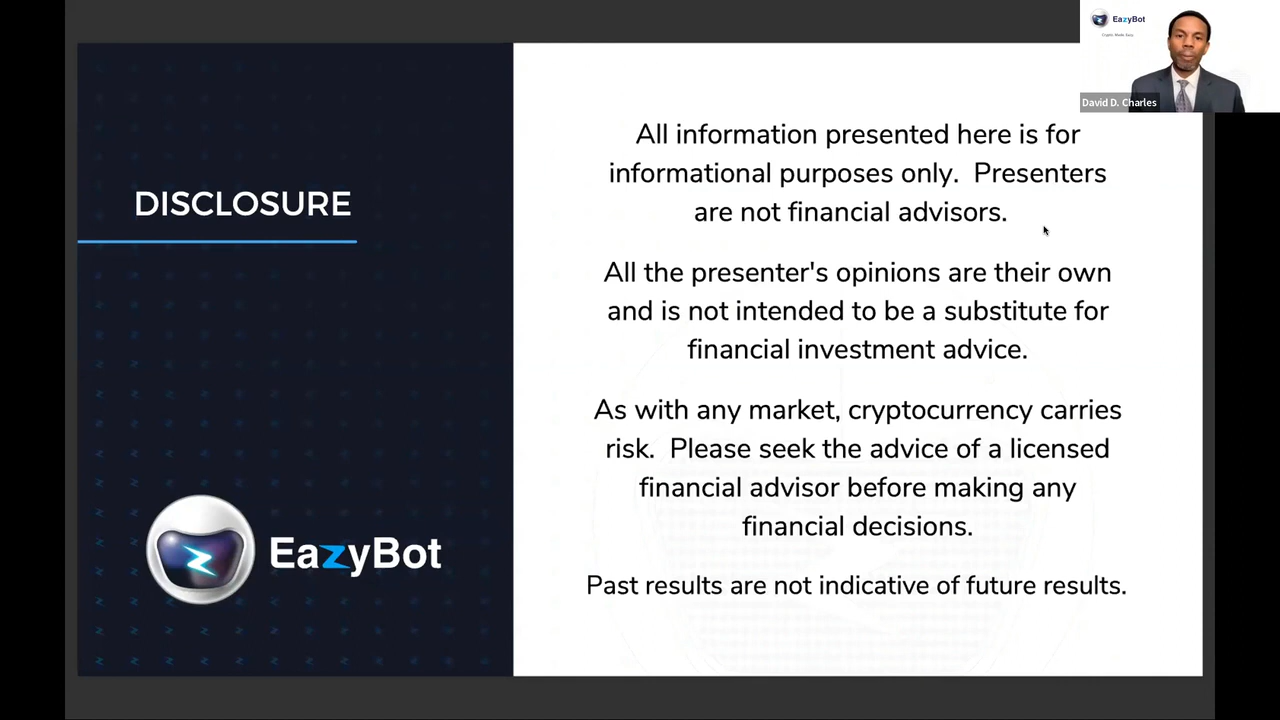 EazyBot
Crypto Made Easy
David D. Charles
DISCLOSURE
EazyBot
All information presented here is for
informational purposes only.  Presenters
are not financial advisors.
All the presenter's opinions are their own
and is not intended to be a substitute for
financial investment advice.
As with any market, cryptocurrency carries
risk.  Please seek the advice of a licensed
financial advisor before making any
financial decisions.
Past results are not indicative of future results.